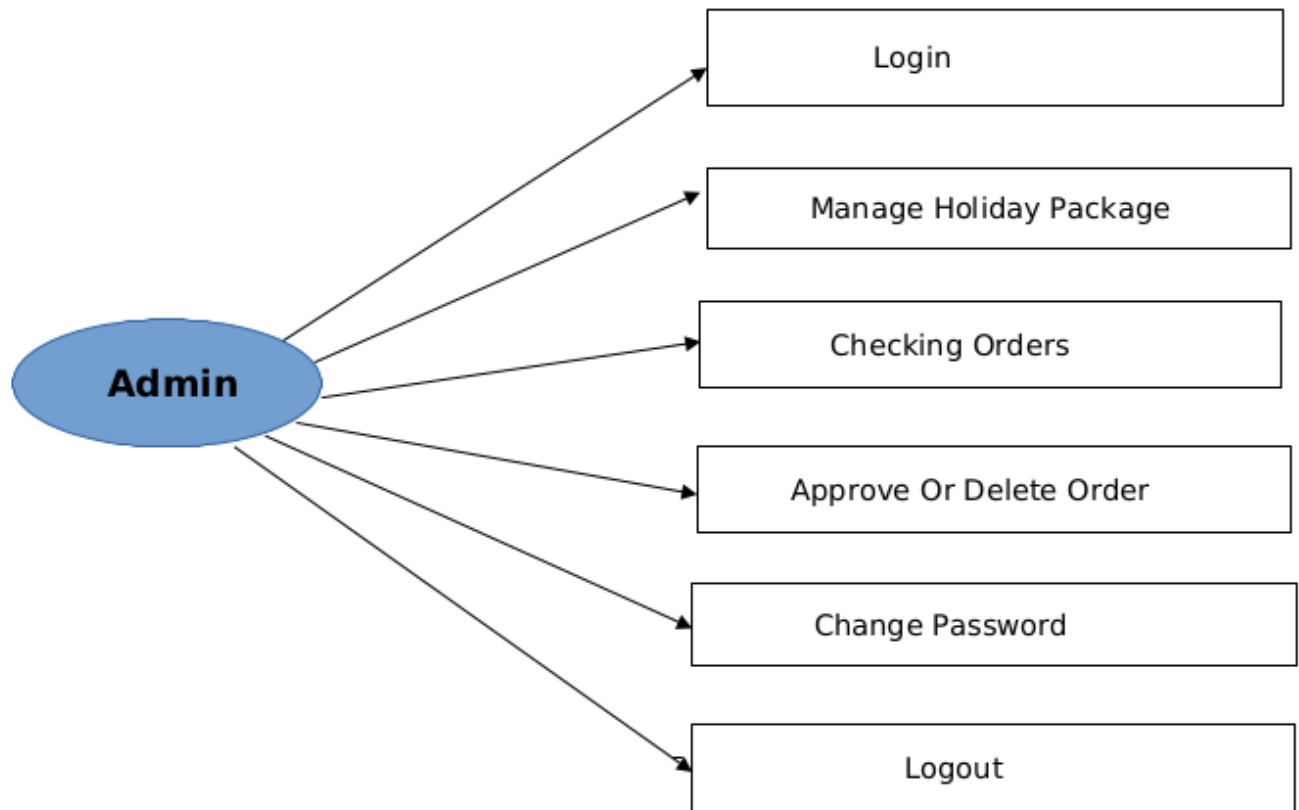 Login
Manage Holiday Package
Checking Orders
Admin
Approve Or Delete Order
Change Password
Logout